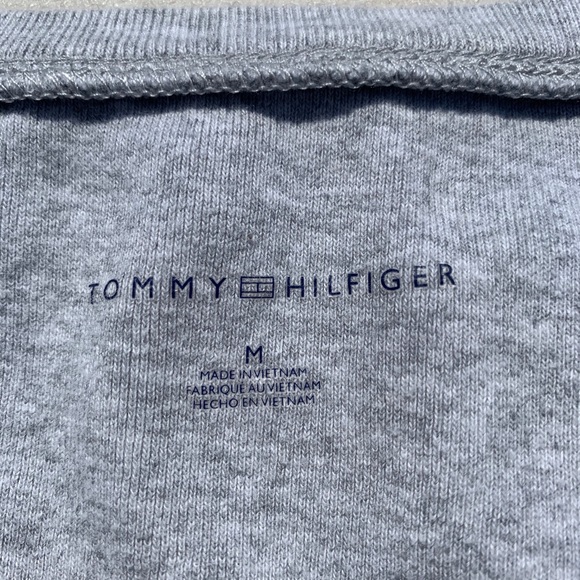 TOMMY HILFIGER
M
MADE IN VIETNAM
FABRIQUE AU VIETNAM
HECHO EN VIETNAM